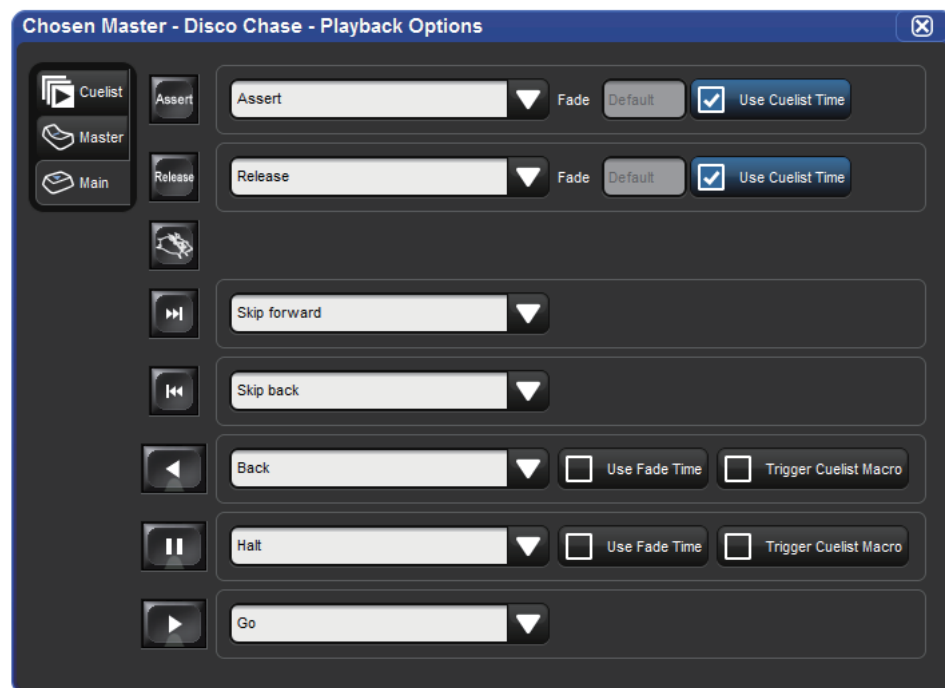 Chosen Master - Disco Chase - Playback Options
Cuelist
Master
Main
Assert
Assert
Fade
Default
Use Cuelist Time
Release
Release
Fade
Default
Use Cuelist Time
Skip forward
Skip back
Back
Use Fade Time
Trigger Cuelist Macro
Halt
Use Fade Time
Trigger Cuelist Macro
Go